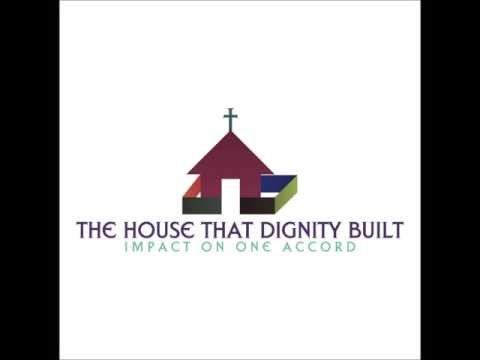 THE HOUSE THAT DIGNITY BUILT
IMPACT ON ONE ACCORD